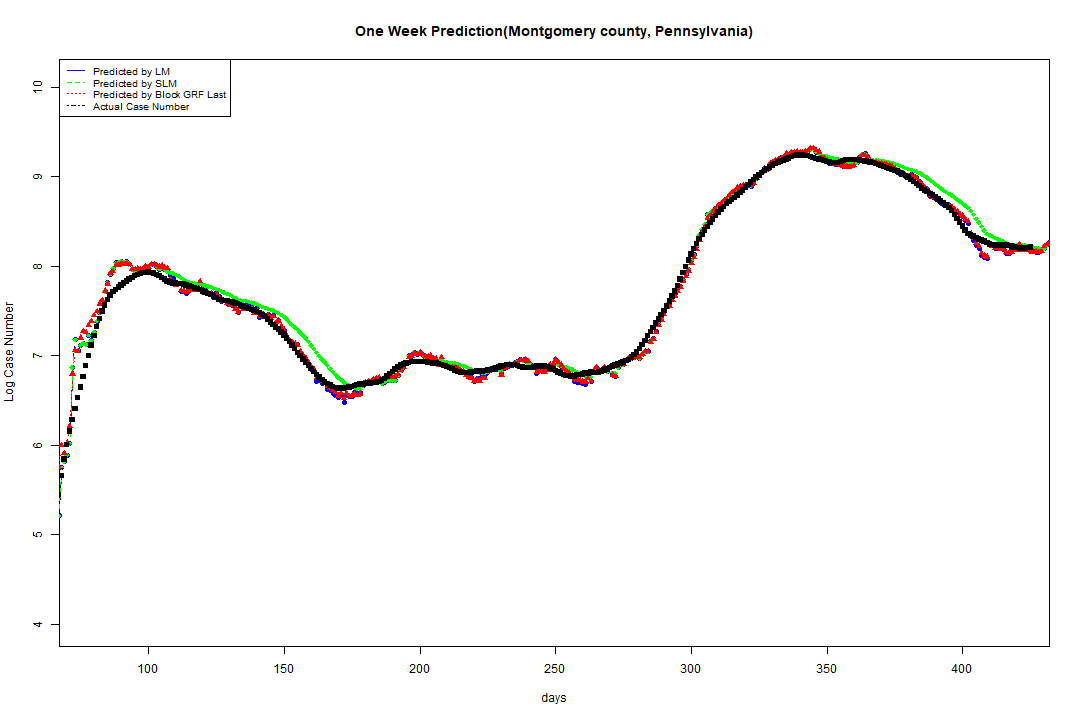 One Week Prediction(Montgomery county, Pennsylvania)
Predicted by LM
Predicted by SLM
Predicted by Block GRF Last
Actual Case Number
10
9
8
7
6
5
4
Log Case Number
100 150 200 250 300 350 400
days